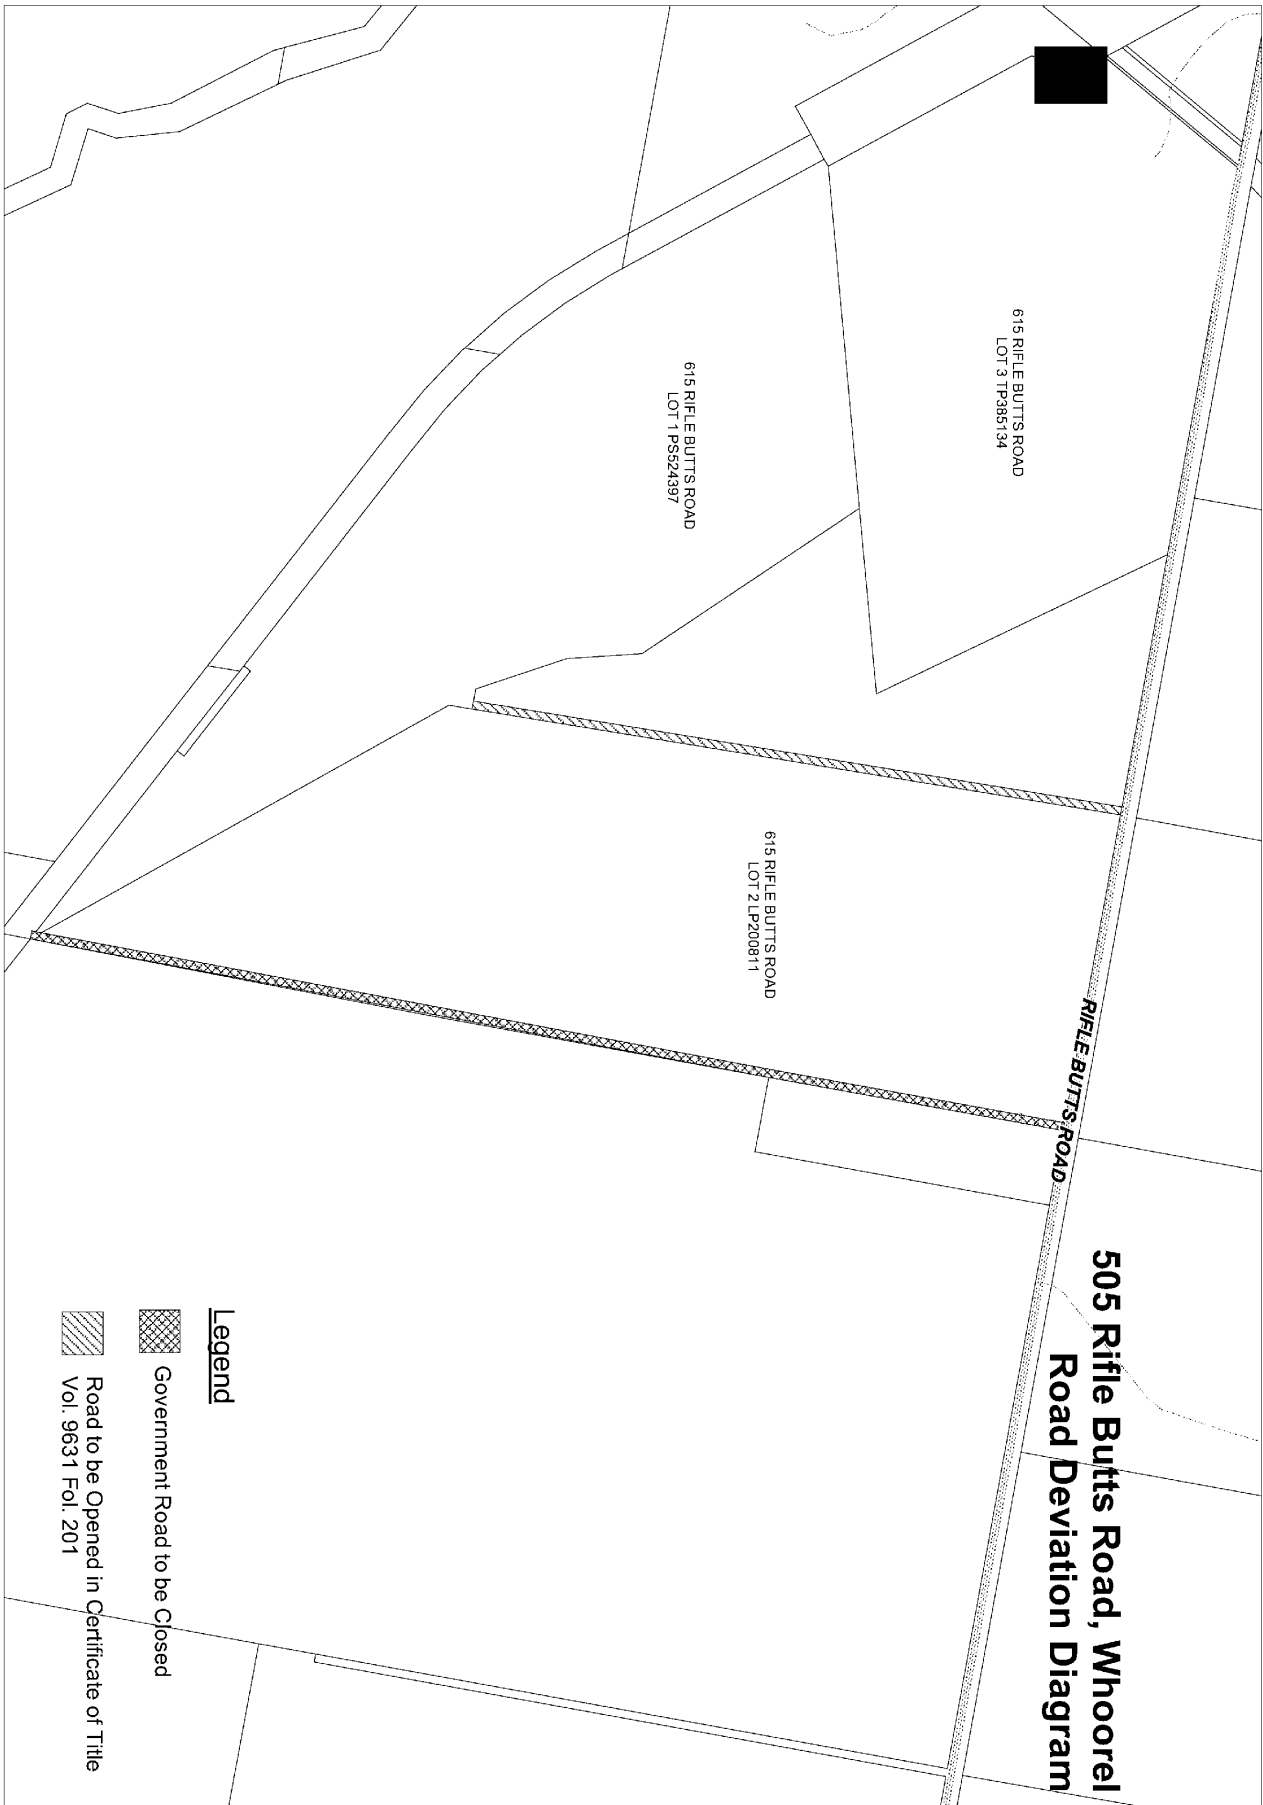 505 Rifle Butts Road, Whoorel
Road Deviation Diagram
615 RIFLE BUTTS ROAD
LOT 3 TP385134
615 RIFLE BUTTS ROAD
LOT 1 PS524397
615 RIFLE BUTTS ROAD
LOT 2 LP200811
RIFLE BUTTS ROAD
Legend
Government Road to be Closed
Road to be Opened in Certificate of Title
Vol. 9631 Fol. 201